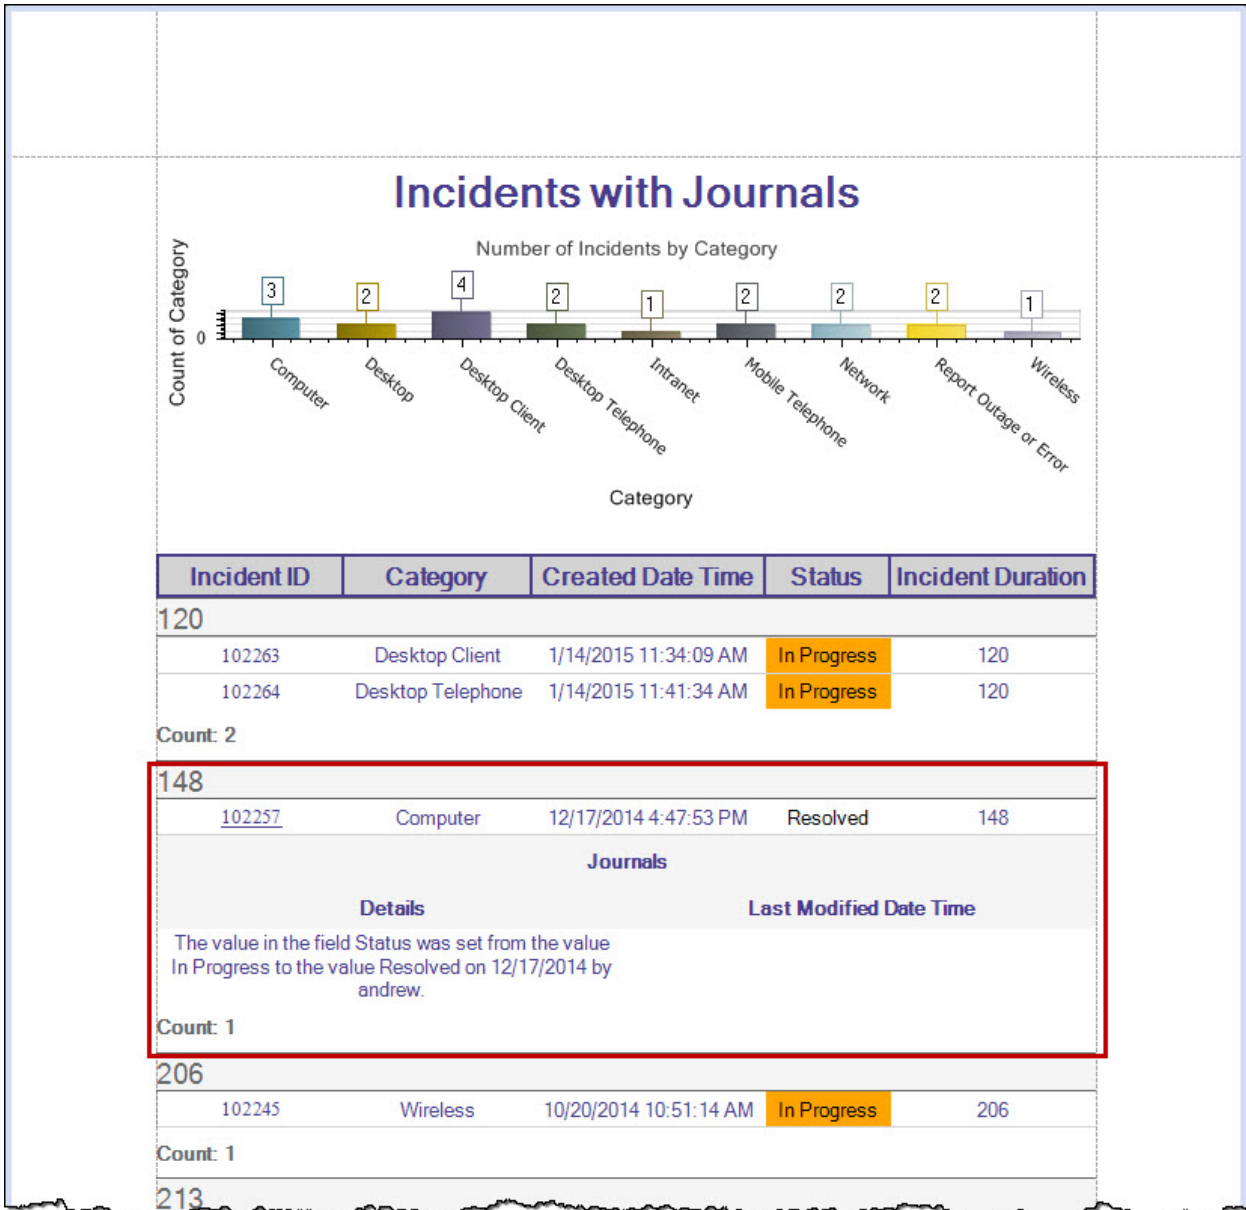 Incidents with Journals
Number of Incidents by Category
Count of Category
3 2 4 2 1 2 2 2 1
0
Computer
Desktop
Desktop Client
Desktop Telephone
Intranet
Mobile Telephone
Network
Report Outage or Error
Wireless
Category
Incident ID Category Created Date Time Status Incident Duration
120
102263 Desktop Client 1/14/2015 11:34:09 AM In Progress 120
102264 Desktop Telephone 1/14/2015 11:41:34 AM In Progress 120
Count: 2
148
102257 Computer 12/17/2014 4:47:53 PM Resolved 148
Journals
Details Last Modified Date Time
The value in the field Status was set from the value
In Progress to the value Resolved on 12/17/2014 by
andrew.
Count: 1
206
102245 Wireless 10/20/2014 10:51:14 AM In Progress 206
Count: 1
213